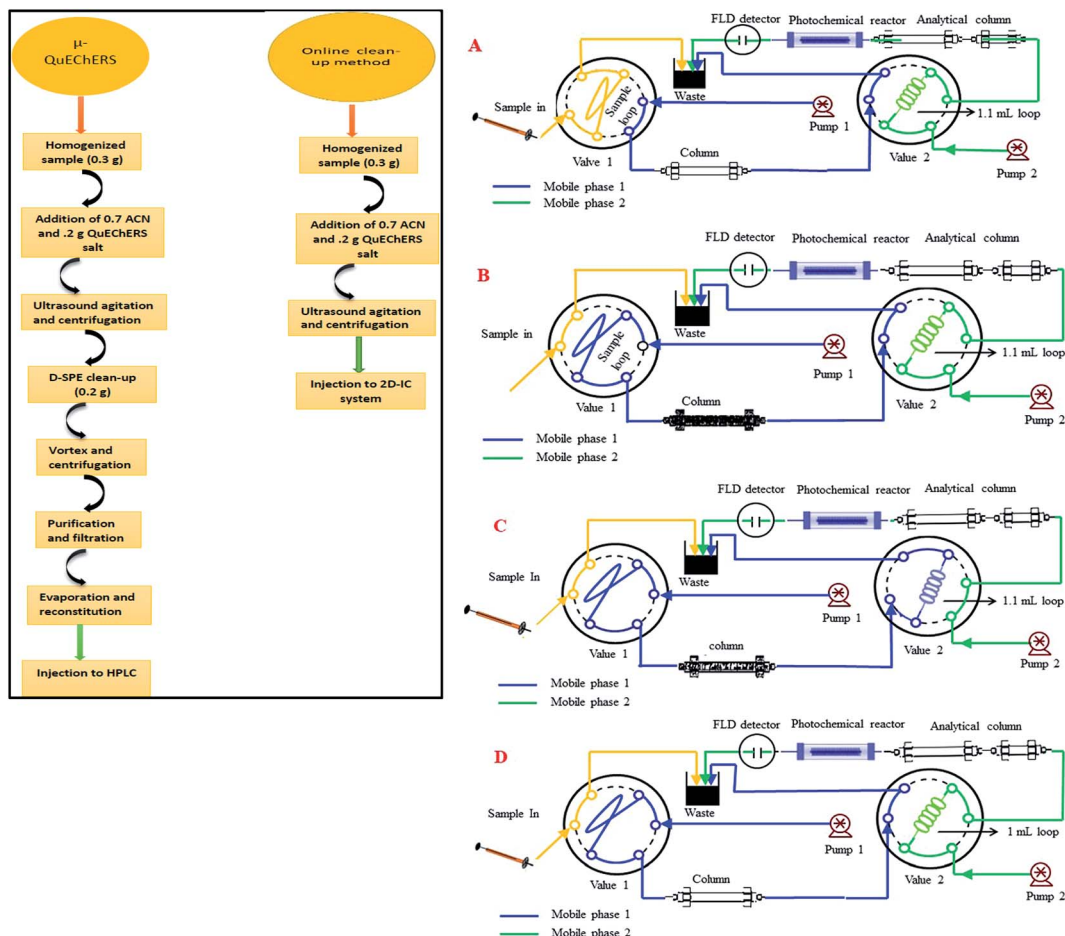 μ-
QuEChERS
Homogenized
sample (0.3 g)
Addition of 0.7 ACN
and .2 g QuEChERS
salt
Ultrasound agitation
and centrifugation
D-SPE clean-up
(0.2 g)
Vortex and
centrifugation
Purification
and filtration
Evaporation and
reconstitution
Injection to HPLC
Online clean-
up method
Homogenized
sample (0.3 g)
Addition of 0.7 ACN
and .2 g QuEChERS
salt
Ultrasound agitation
and centrifugation
Injection to 2D-IC
system
A
FLD detector
Photochemical reactor
Analytical column
Sample in
Sample
loop
Waste
Pump 1
1.1 mL loop
Valve 1
Column
Value 2
Pump 2
Mobile phase 1
Mobile phase 2
B
FLD detector
Photochemical reactor
Analytical column
Sample in
Sample
loop
Waste
Pump 1
1.1 mL loop
Value 1
Column
Value 2
Pump 2
Mobile phase 1
Mobile phase 2
C
FLD detector
Photochemical reactor
Analytical column
Sample In
Waste
Pump 1
1.1 mL loop
Value 1
column
Value 2
Pump 2
Mobile phase 1
Mobile phase 2
D
FLD detector
Photochemical reactor
Analytical column
Sample In
Waste
Pump 1
1 mL loop
Value 1
Column
Value 2
Pump 2
Mobile phase 1
Mobile phase 2